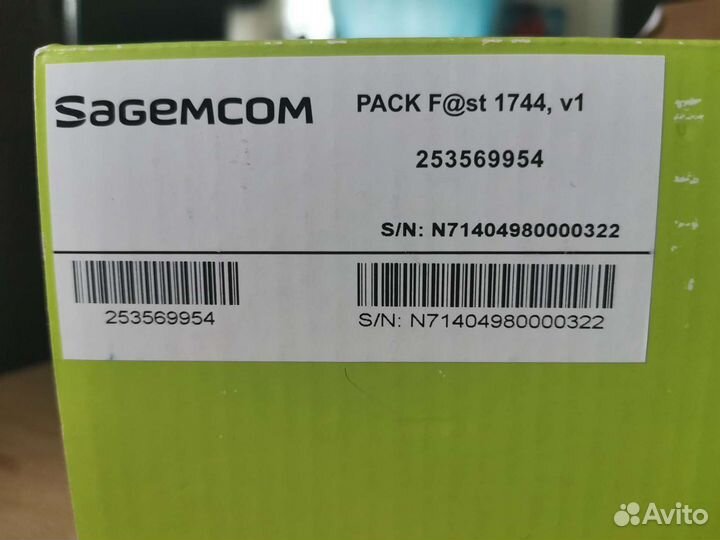 SAGEMCOM
PACK F@st 1744, v1
253569954
S/N: N71404980000322
253569954
S/N: N71404980000322
Avito